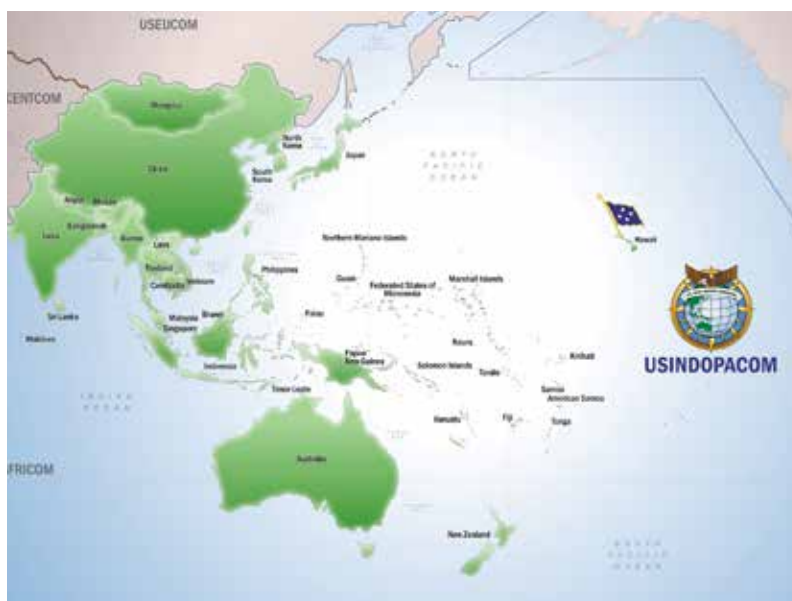 USEUCOM
CENTCOM
Mongolia
North
Korea
South
Korea
Japan
China
NORTH
PACIFIC
OCEAN
Nepal
Bhutan
India
Bangladesh
Burma
Laos
Thailand
Cambodia
Vietnam
Philippines
Northern Mariana Islands
Guam
Federated States of
Micronesia
Marshall Islands
Hawaii
Sri Lanka
Maldives
Malaysia
Singapore
Brunei
Palau
Nauru
Kiribati
Indonesia
Papua
New Guinea
Solomon Islands
Tuvalu
Timor-Leste
Samoa
American Samoa
Vanuatu
Fiji
Tonga
USINDOPACOM
INDIAN
OCEAN
Australia
AFRICOM
New Zealand
SOUTH
PACIFIC
OCEAN